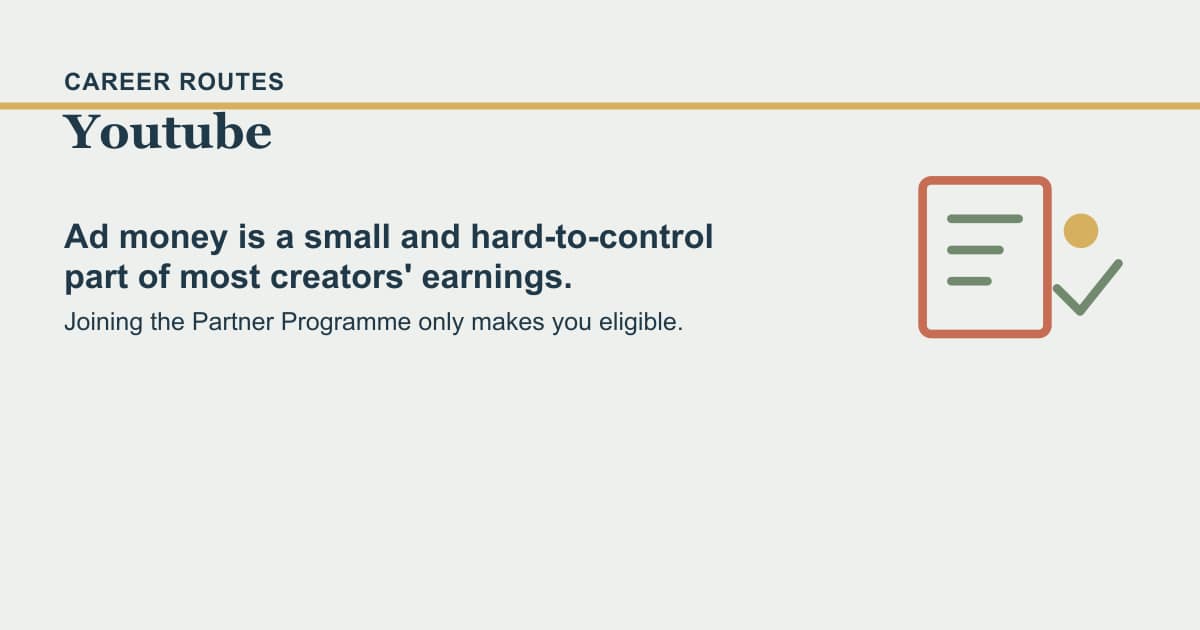 CAREER ROUTES
Youtube
Ad money is a small and hard-to-control
part of most creators' earnings.
Joining the Partner Programme only makes you eligible.